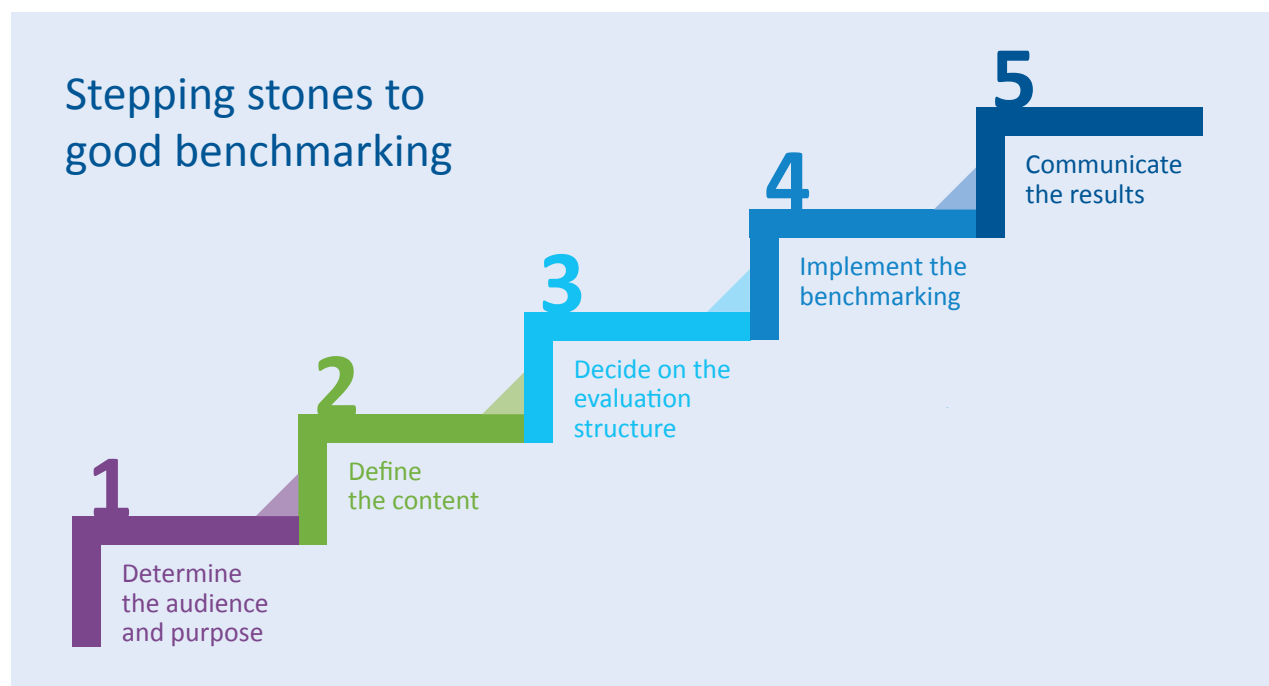 Stepping stones to
good benchmarking
1
Determine
the audience
and purpose
2
Define
the content
3
Decide on the
evaluation
structure
4
Implement the
benchmarking
5
Communicate
the results